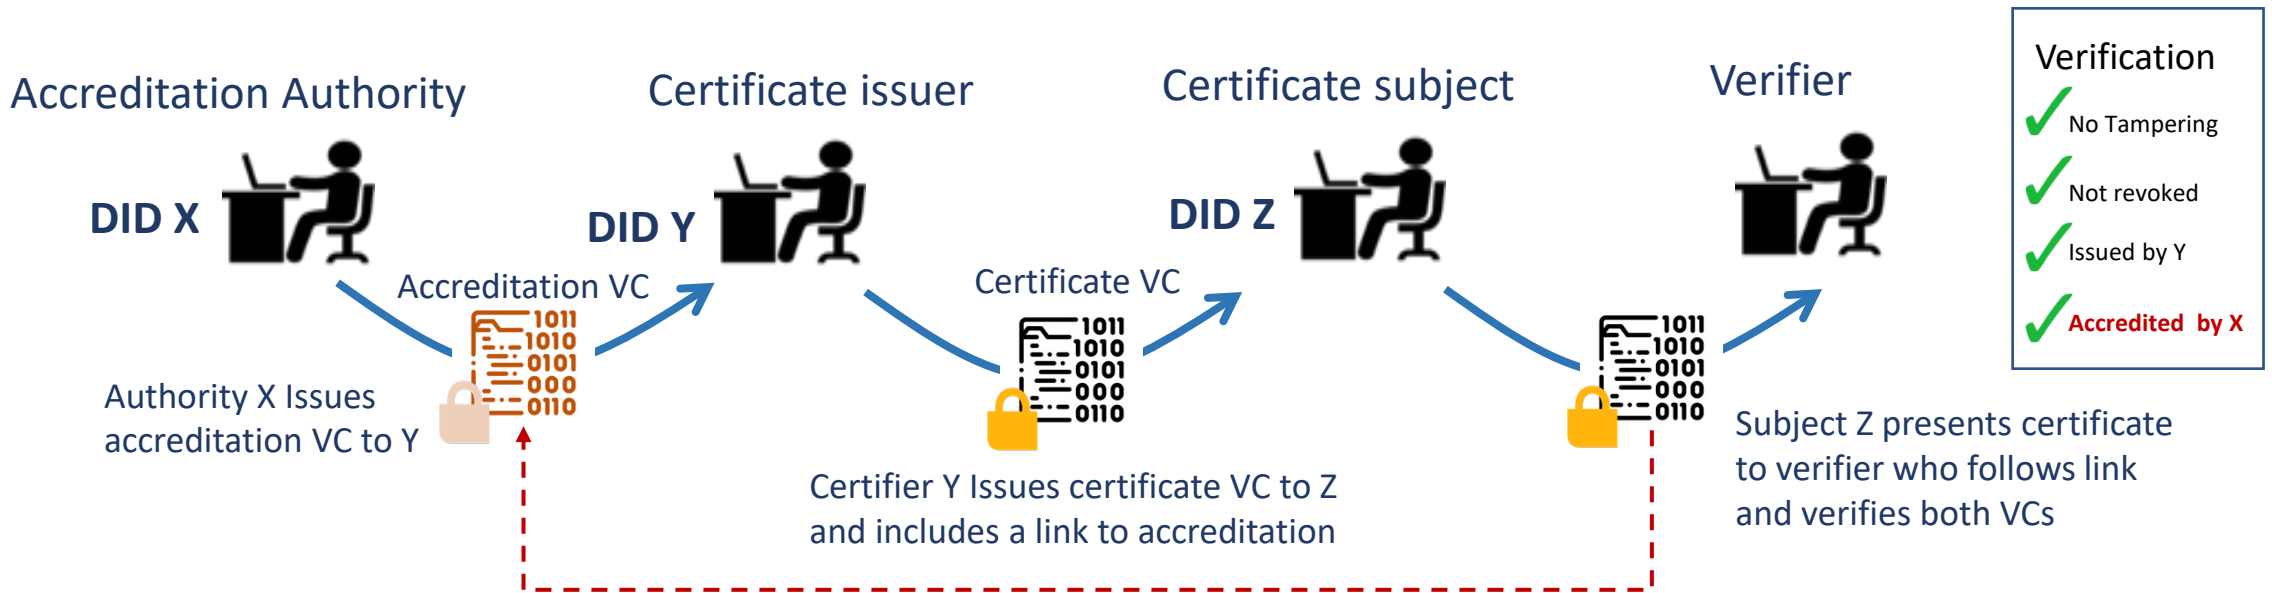 Accreditation Authority
Certificate issuer
Certificate subject
Verifier
DID X
DID Y
DID Z
Accreditation VC
Certificate VC
1011
1010
0101
000
0110
1011
1010
0101
000
0110
1011
1010
0101
000
0110
Authority X Issues
accreditation VC to Y
Certifier Y Issues certificate VC to Z
and includes a link to accreditation
Subject Z presents certificate
to verifier who follows link
and verifies both VCs
Verification
No Tampering
Not revoked
Issued by Y
Accredited by X